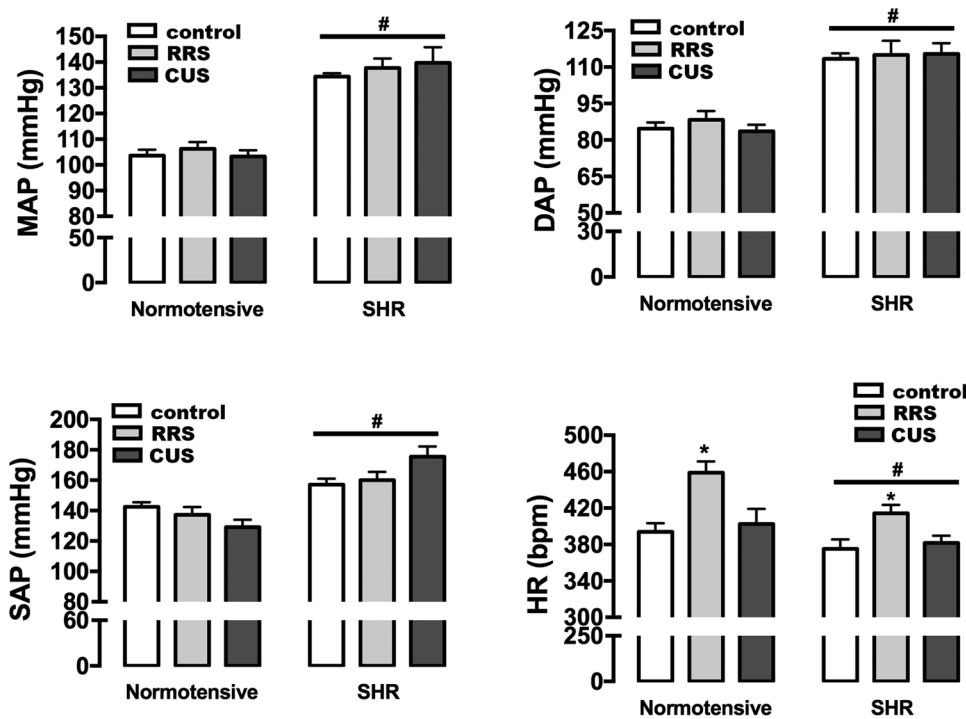 MAP (mmHg)
150
140
130
120
110
100
90
80
50
0
control
RRS
CUS
#
Normotensive
SHR
DAP (mmHg)
125
110
95
80
65
50
30
0
control
RRS
CUS
#
Normotensive
SHR
SAP (mmHg)
200
180
160
140
120
100
80
60
0
control
RRS
CUS
#
Normotensive
SHR
HR (bpm)
500
460
420
380
340
300
250
0
control
RRS
CUS
*
#
*
Normotensive
SHR